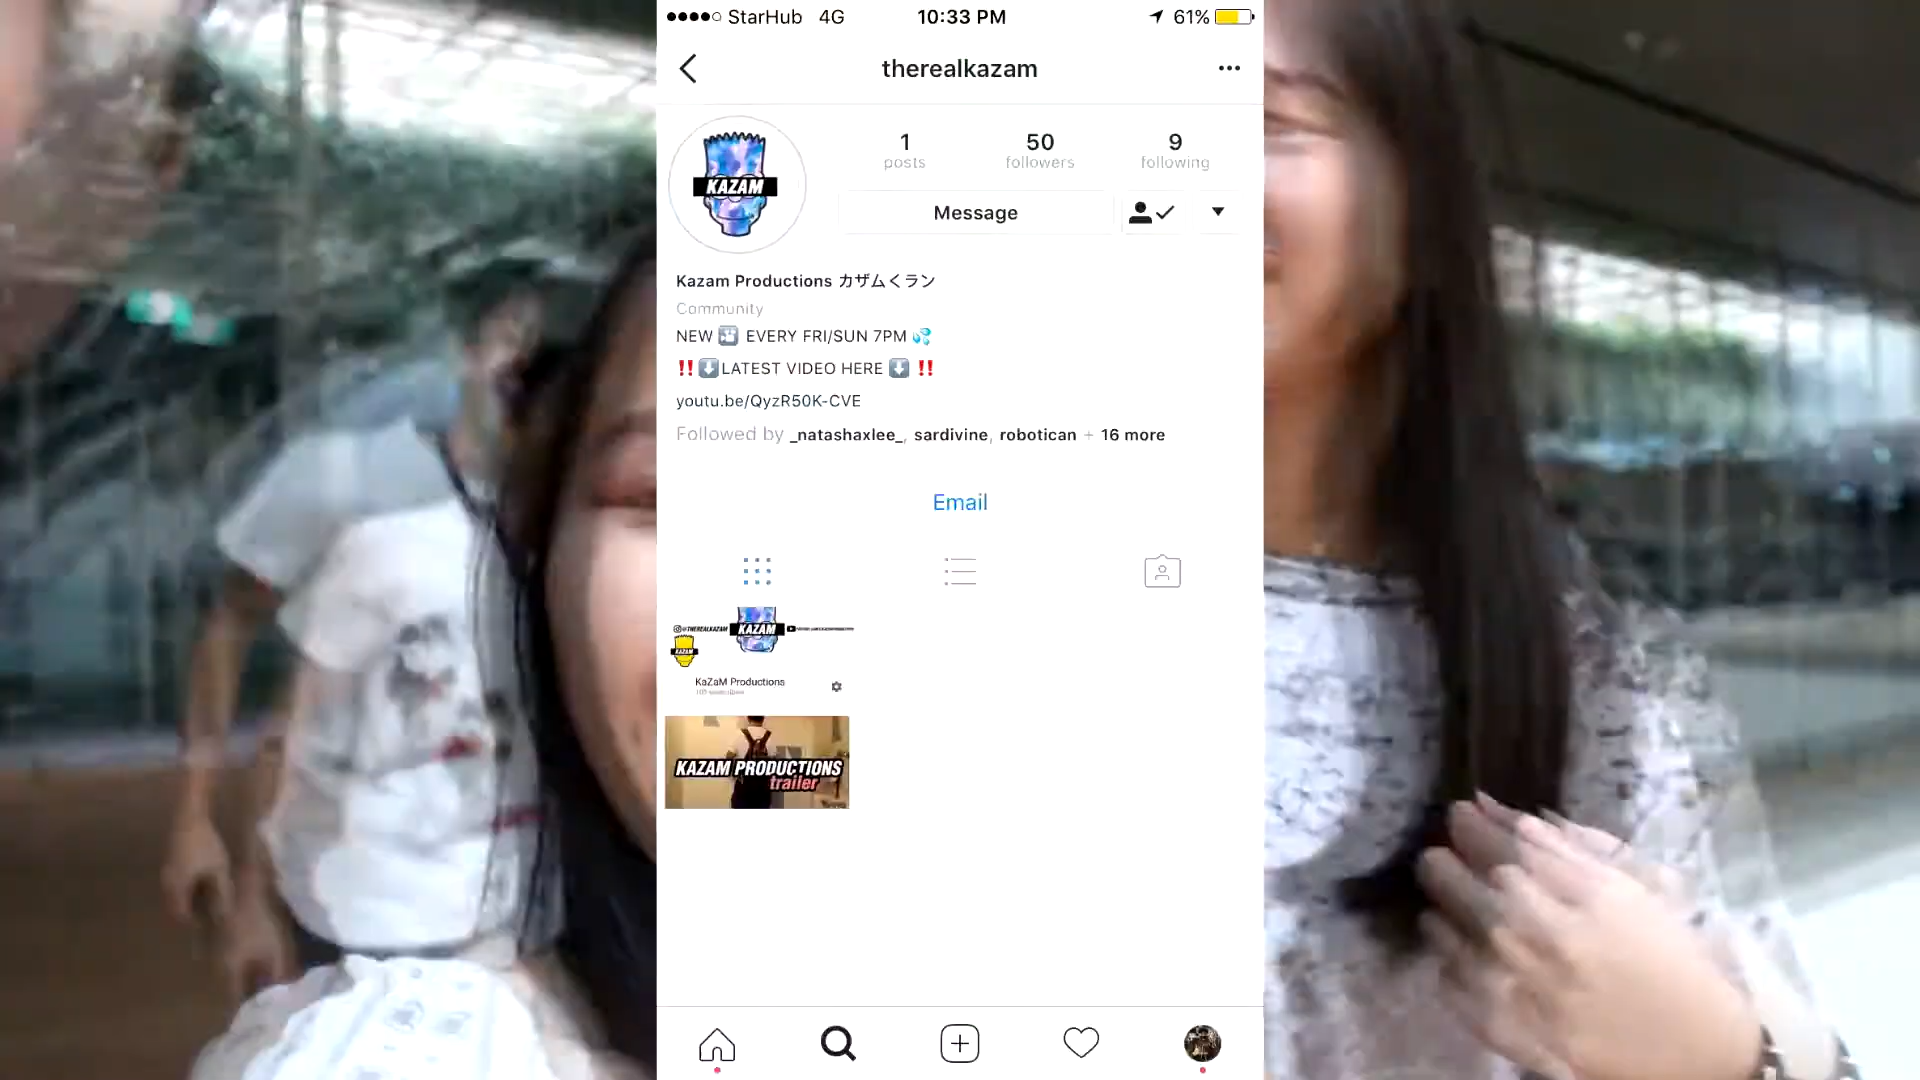 StarHub 4G 10:33 PM 61%
therealkazam
KAZAM
1 50 9
posts followers following
Message
Kazam Productions カザムくラン
Community
NEW EVERY FRI/SUN 7PM
‼️⬇️LATEST VIDEO HERE ⬇️ ‼️
youtu.be/QyzR50K-CVE
Followed by _natashaxlee_, sardivine, robotican + 16 more
Email
@THEREALKAZAM KAZAM
KAZAM
KaZaM Productions
KAZAM PRODUCTIONS
trailer